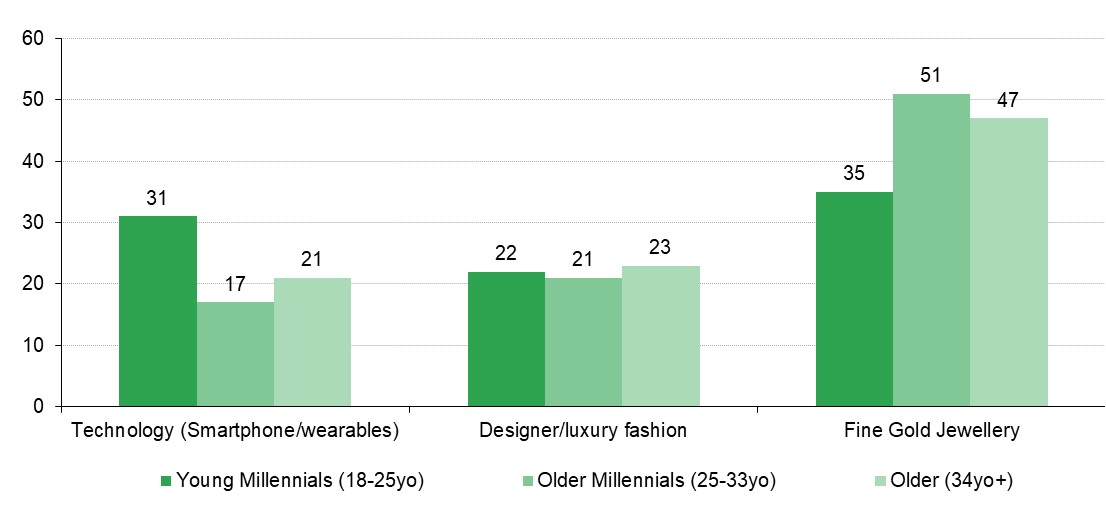 60
50
40
30
20
10
0
31
17
21
22
21
23
35
51
47
Technology (Smartphone/wearables)
Designer/luxury fashion
Fine Gold Jewellery
Young Millennials (18-25yo)
Older Millennials (25-33yo)
Older (34yo+)